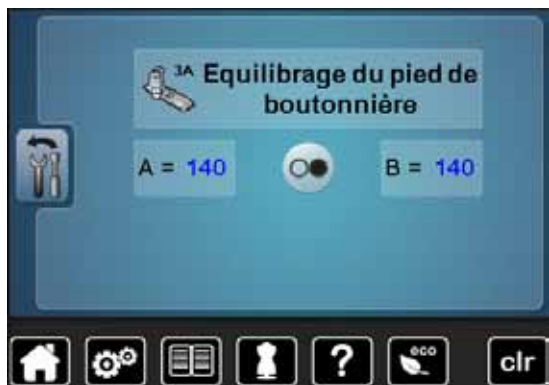 3A Equilibrage du pied de
boutonnière
A = 140 B = 140
? eco clr